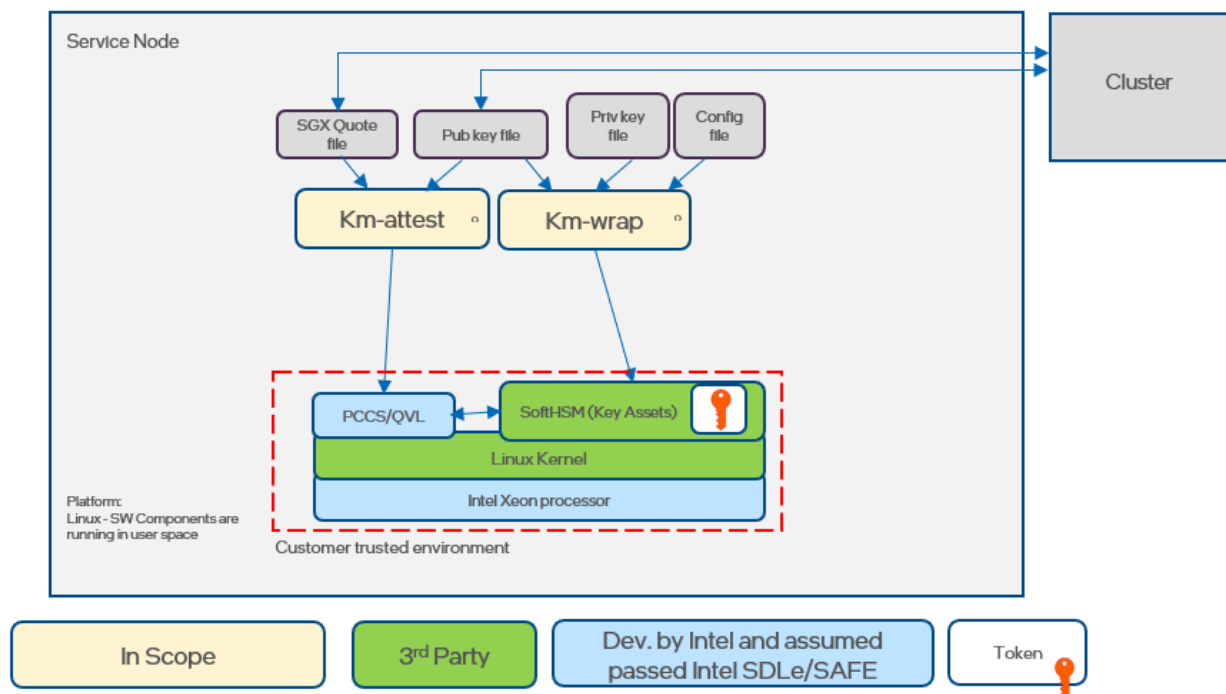 Service Node
Cluster
SGX Quote
file
Pub key file
Priv key
file
Config
file
Km-attest
Km-wrap
PCCS/QVL
SoftHSM (Key Assets)
Linux Kernel
Intel Xeon processor
Platform:
Linux - SW Components are
running in user space
Customer trusted environment
In Scope
3rd Party
Dev. by Intel and assumed
passed Intel SDLe/SAFE
Token